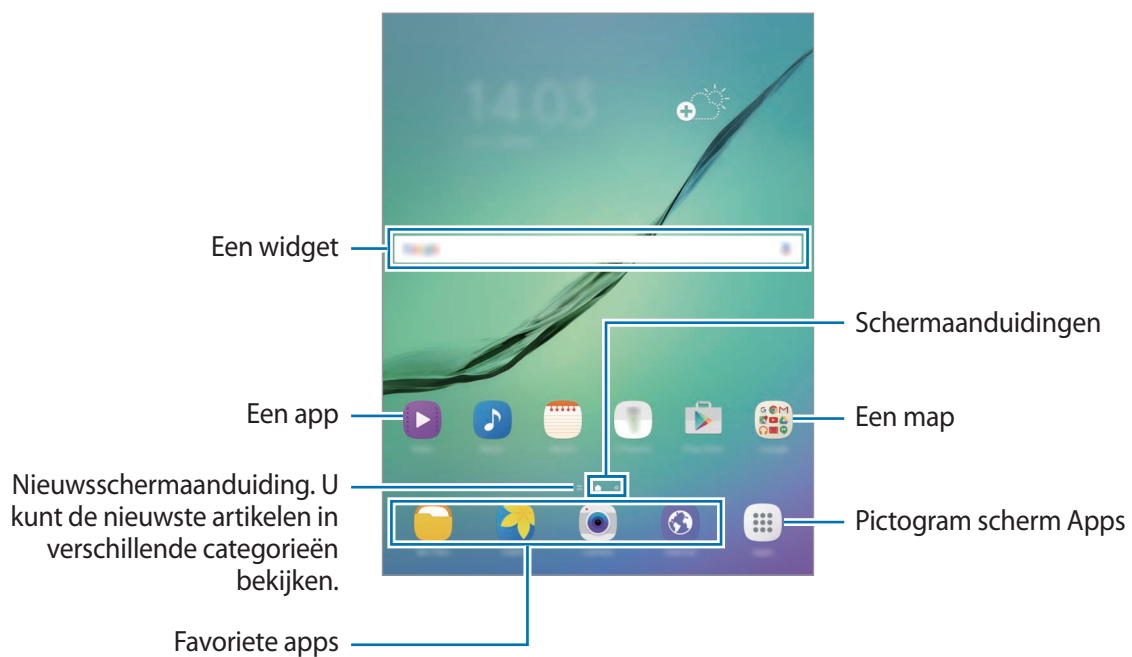 14:03
Een widget
Schermaanduidingen
Een app
Een map
Nieuwsschermaanduiding. U
kunt de nieuwste artikelen in
verschillende categorieën
bekijken.
Pictogram scherm Apps
Favoriete apps